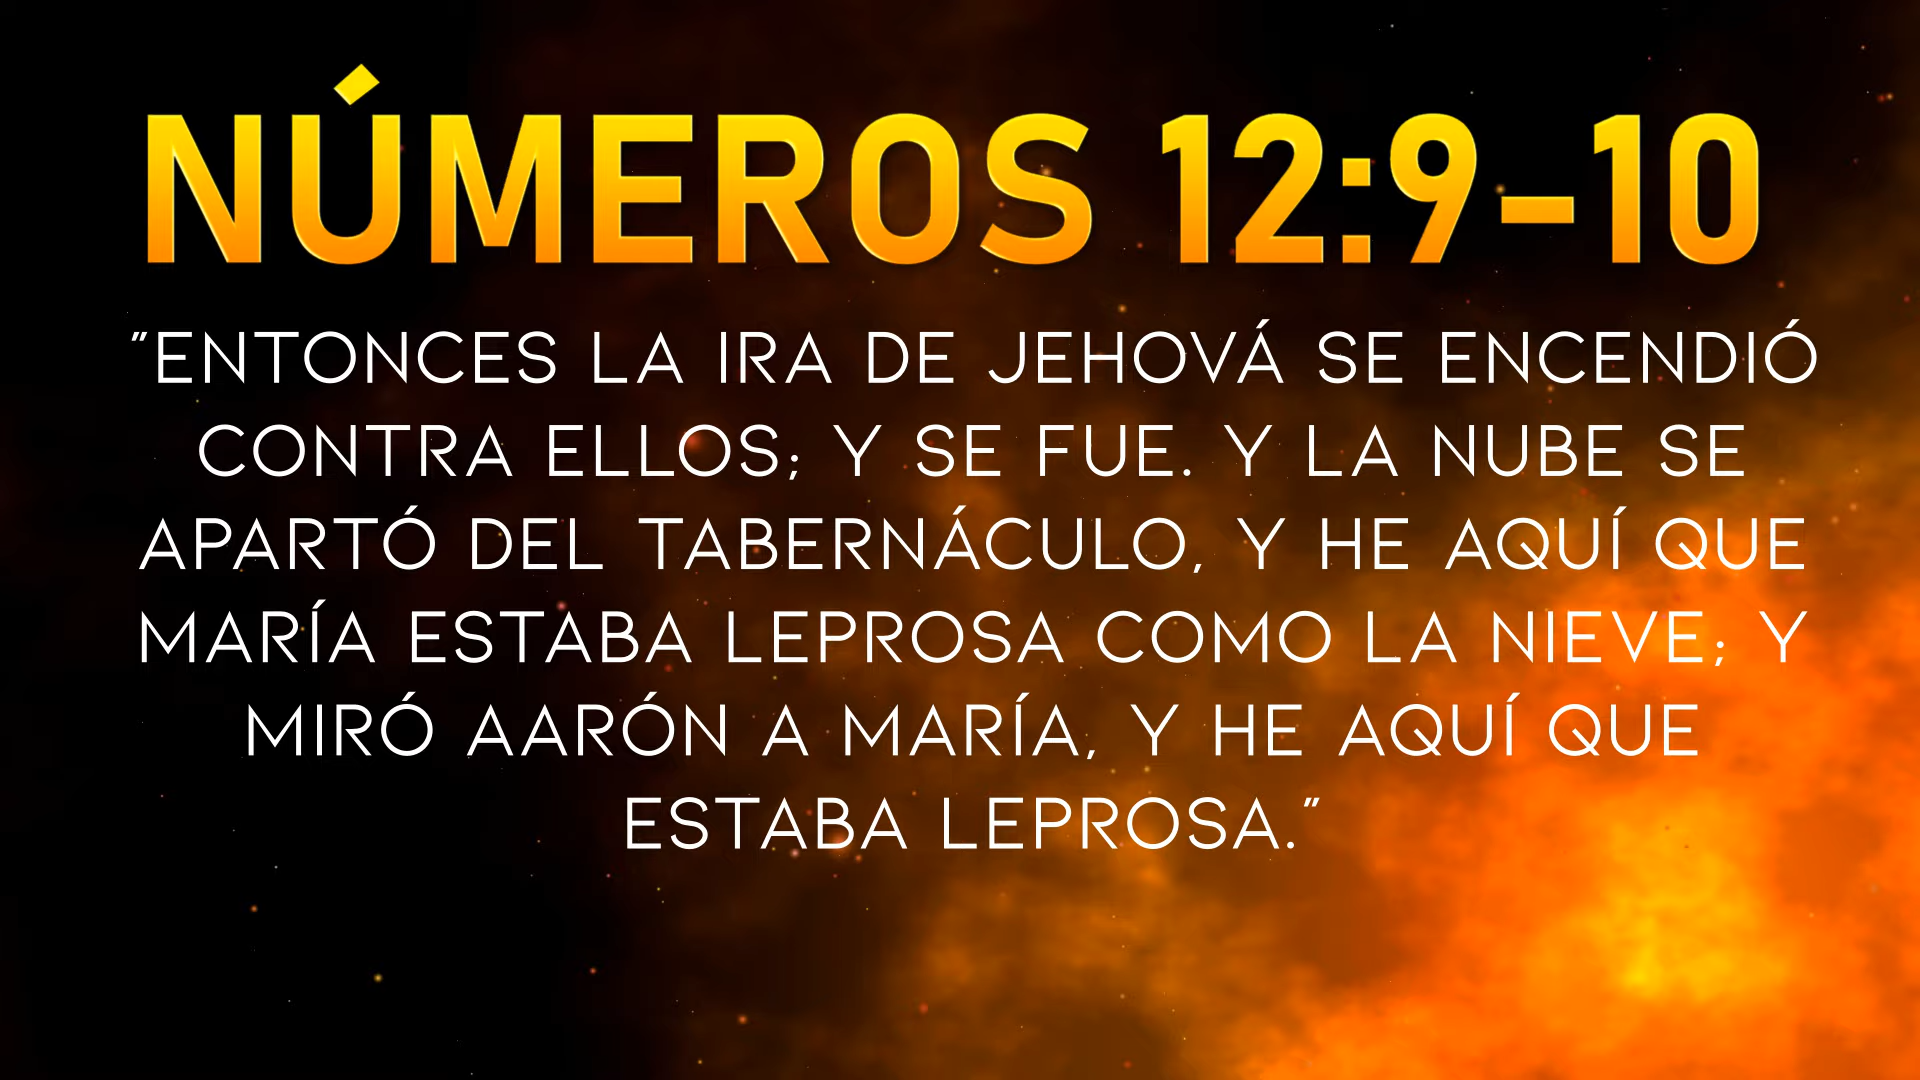 NÚMEROS 12:9-10
"ENTONCES LA IRA DE JEHOVÁ SE ENCENDIÓ
CONTRA ELLOS; Y SE FUE. Y LA NUBE SE
APARTÓ DEL TABERNÁCULO, Y HE AQUÍ QUE
MARÍA ESTABA LEPROSA COMO LA NIEVE; Y
MIRÓ AARÓN A MARÍA, Y HE AQUÍ QUE
ESTABA LEPROSA."